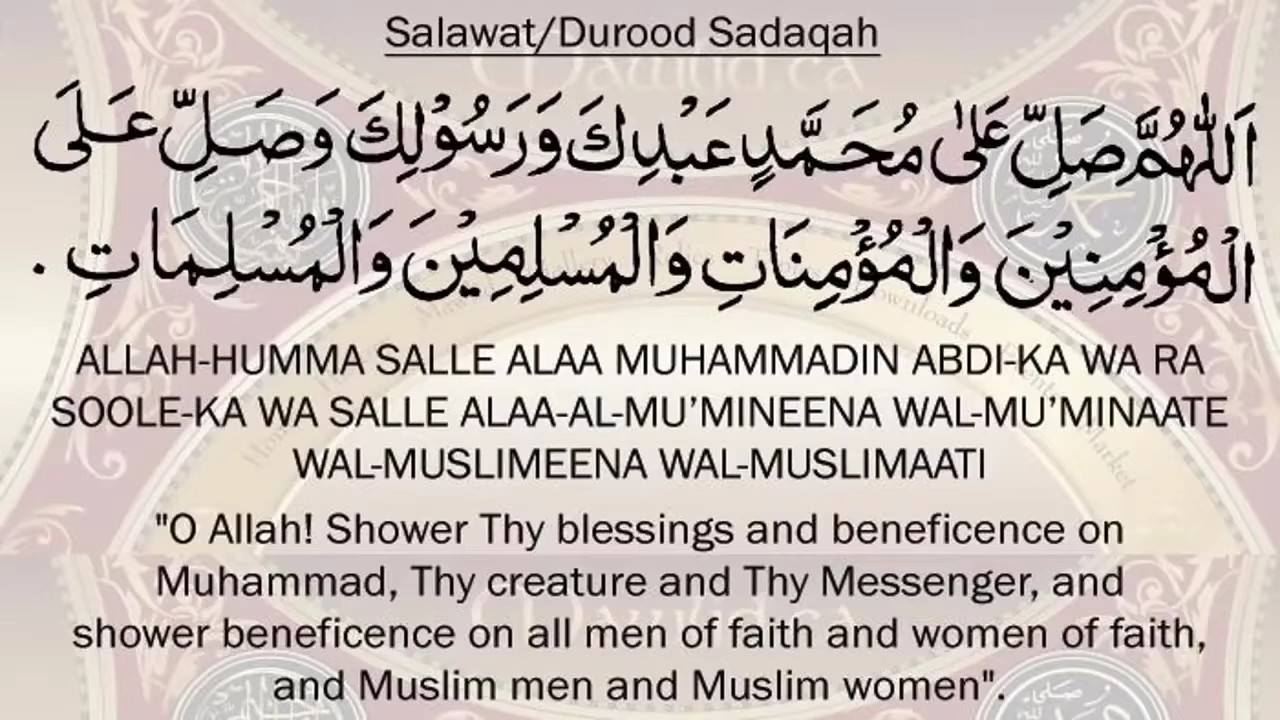 Salawat/Durood Sadaqah
اَللّٰهُمَّ صَلِّ عَلىٰ مُحَمَّدٍ عَبْدِكَ وَرَسُوْلِكَ وَصَلِّ عَلَى
الْمُؤْمِنِيْنَ وَالْمُؤْمِنَاتِ وَالْمُسْلِمِيْنَ وَالْمُسْلِمَاتِ .
ALLAH-HUMMA SALLE ALAA MUHAMMADIN ABDI-KA WA RA
SOOLE-KA WA SALLE ALAA-AL-MU’MINEENA WAL-MU’MINAATE
WAL-MUSLIMEENA WAL-MUSLIMAATI
"O Allah! Shower Thy blessings and beneficence on
Muhammad, Thy creature and Thy Messenger, and
shower beneficence on all men of faith and women of faith,
and Muslim men and Muslim women".